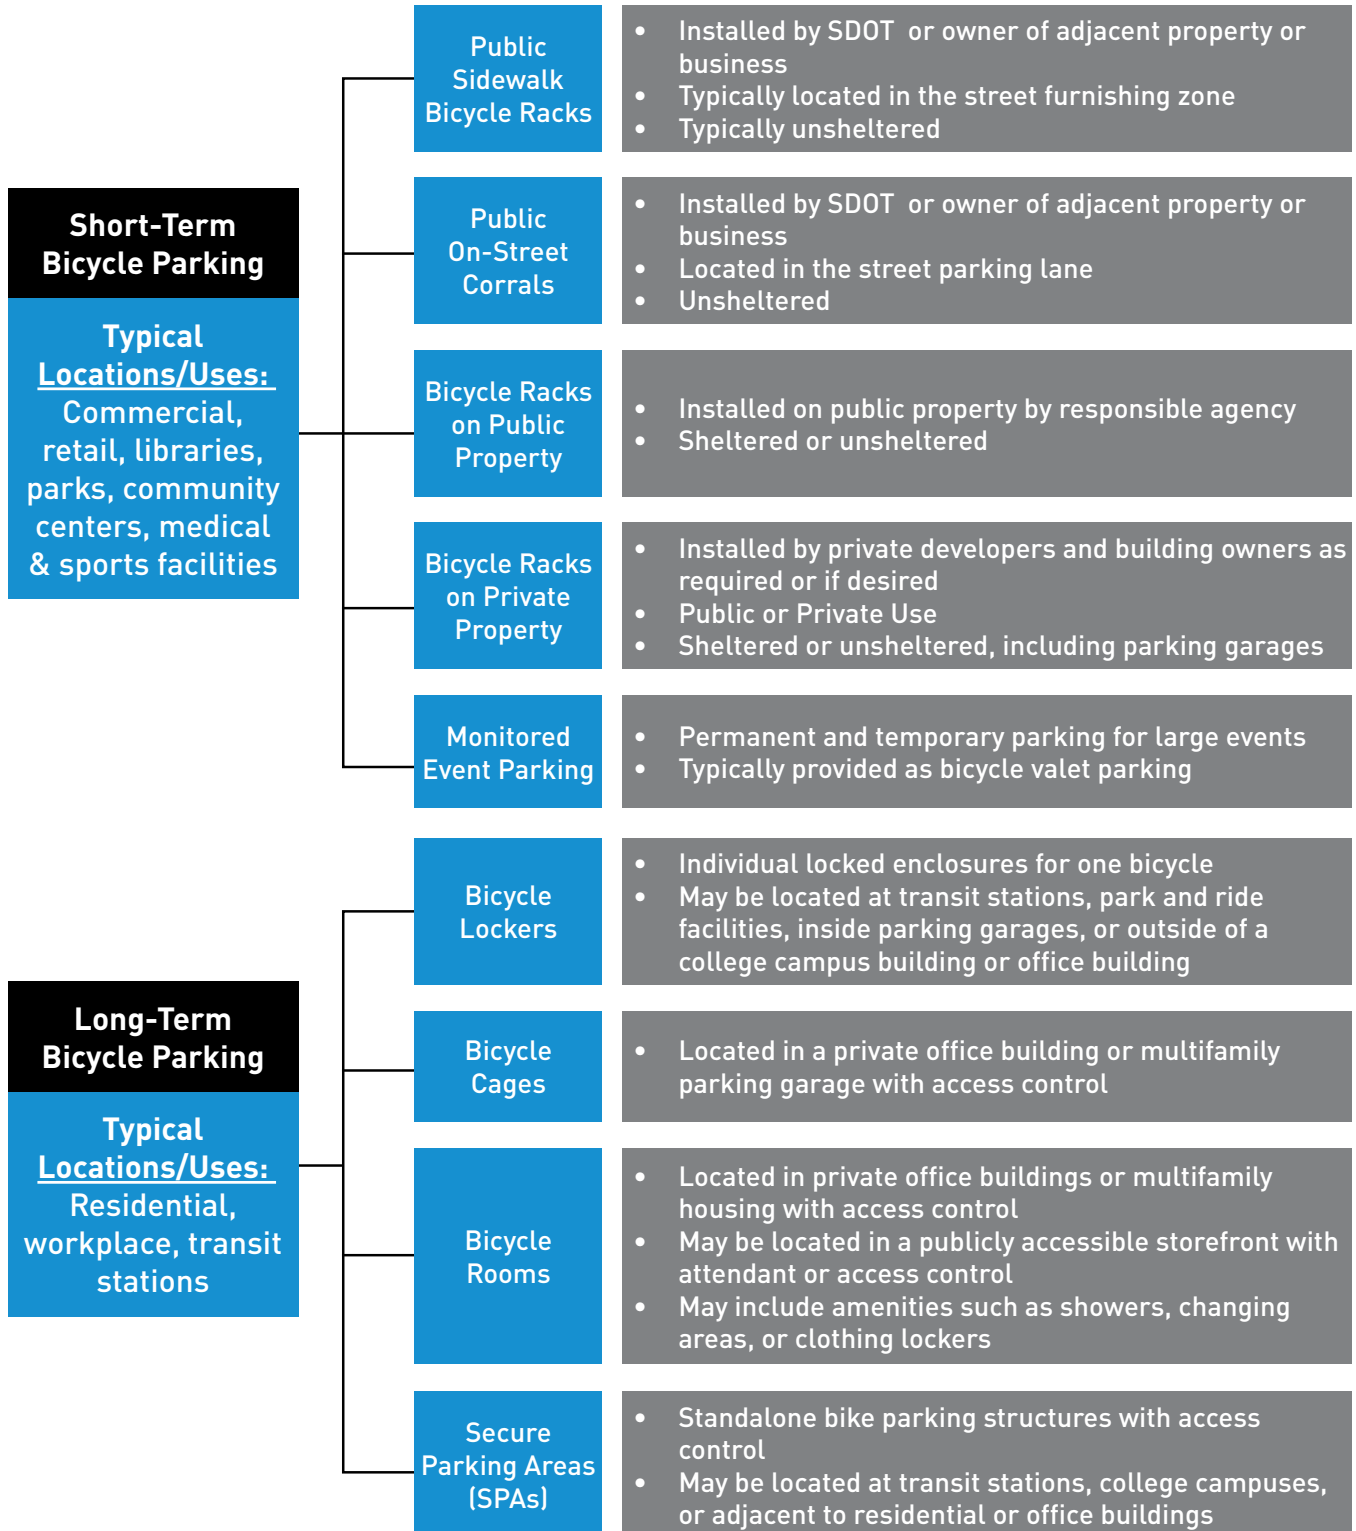 Short-Term
Bicycle Parking
Typical
Locations/Uses:
Commercial,
retail, libraries,
parks, community
centers, medical
& sports facilities
Public
Sidewalk
Bicycle Racks
• Installed by SDOT or owner of adjacent property or
business
• Typically located in the street furnishing zone
• Typically unsheltered
Public
On-Street
Corrals
• Installed by SDOT or owner of adjacent property or
business
• Located in the street parking lane
• Unsheltered
Bicycle Racks
on Public
Property
• Installed on public property by responsible agency
• Sheltered or unsheltered
Bicycle Racks
on Private
Property
• Installed by private developers and building owners as
required or if desired
• Public or Private Use
• Sheltered or unsheltered, including parking garages
Monitored
Event Parking
• Permanent and temporary parking for large events
• Typically provided as bicycle valet parking
Long-Term
Bicycle Parking
Typical
Locations/Uses:
Residential,
workplace, transit
stations
Bicycle
Lockers
• Individual locked enclosures for one bicycle
• May be located at transit stations, park and ride
facilities, inside parking garages, or outside of a
college campus building or office building
Bicycle
Cages
• Located in a private office building or multifamily
parking garage with access control
Bicycle
Rooms
• Located in private office buildings or multifamily
housing with access control
• May be located in a publicly accessible storefront with
attendant or access control
• May include amenities such as showers, changing
areas, or clothing lockers
Secure
Parking Areas
(SPAs)
• Standalone bike parking structures with access
control
• May be located at transit stations, college campuses,
or adjacent to residential or office buildings